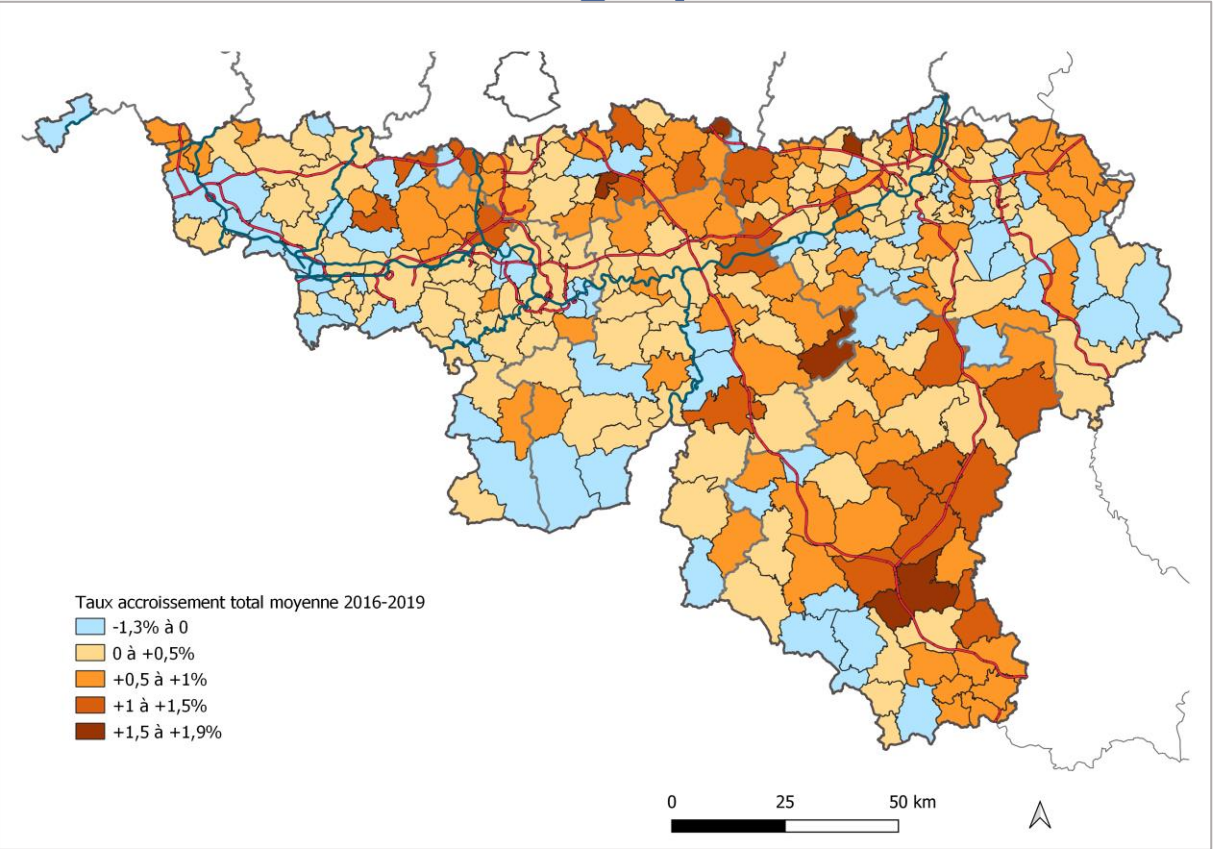 Taux accroissement total moyenne 2016-2019
-1,3% à 0
0 à +0,5%
+0,5 à +1%
+1 à +1,5%
+1,5 à +1,9%
0 25 50 km